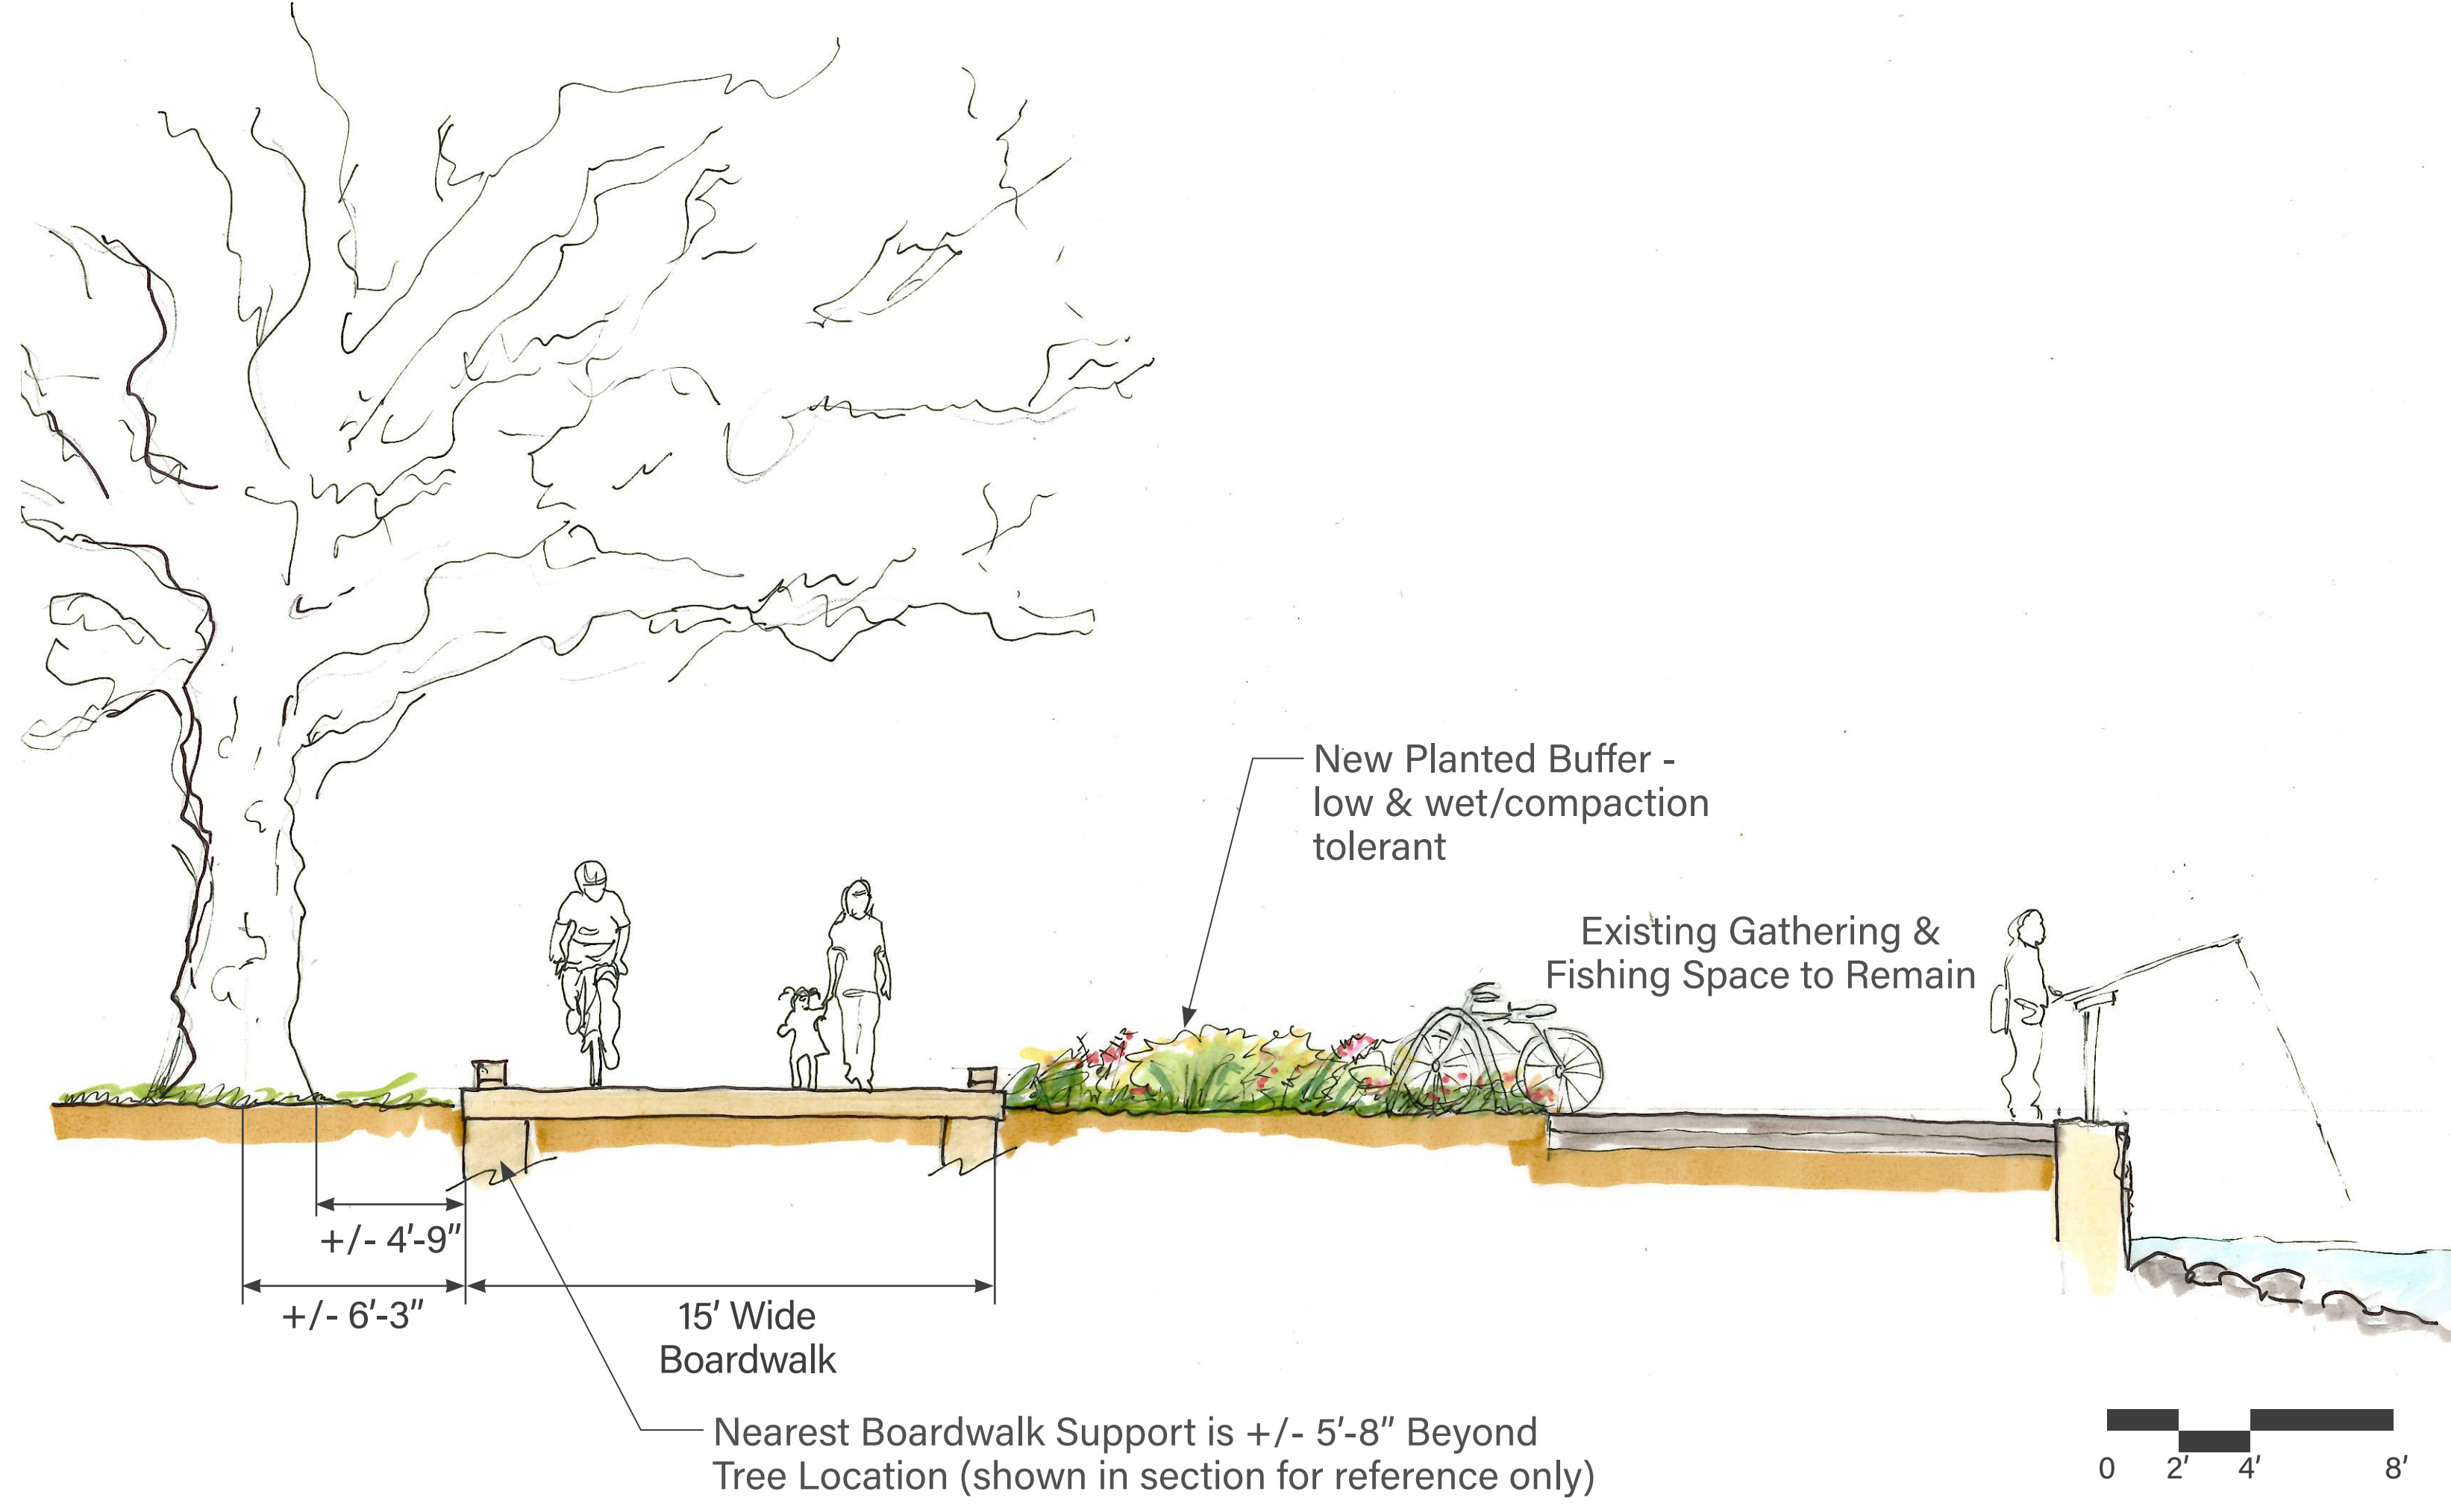 New Planted Buffer -
low & wet/compaction
tolerant
Existing Gathering &
Fishing Space to Remain
+/- 4'-9"
+/- 6'-3"
15' Wide
Boardwalk
Nearest Boardwalk Support is +/- 5'-8" Beyond
Tree Location (shown in section for reference only)
0 2' 4' 8'